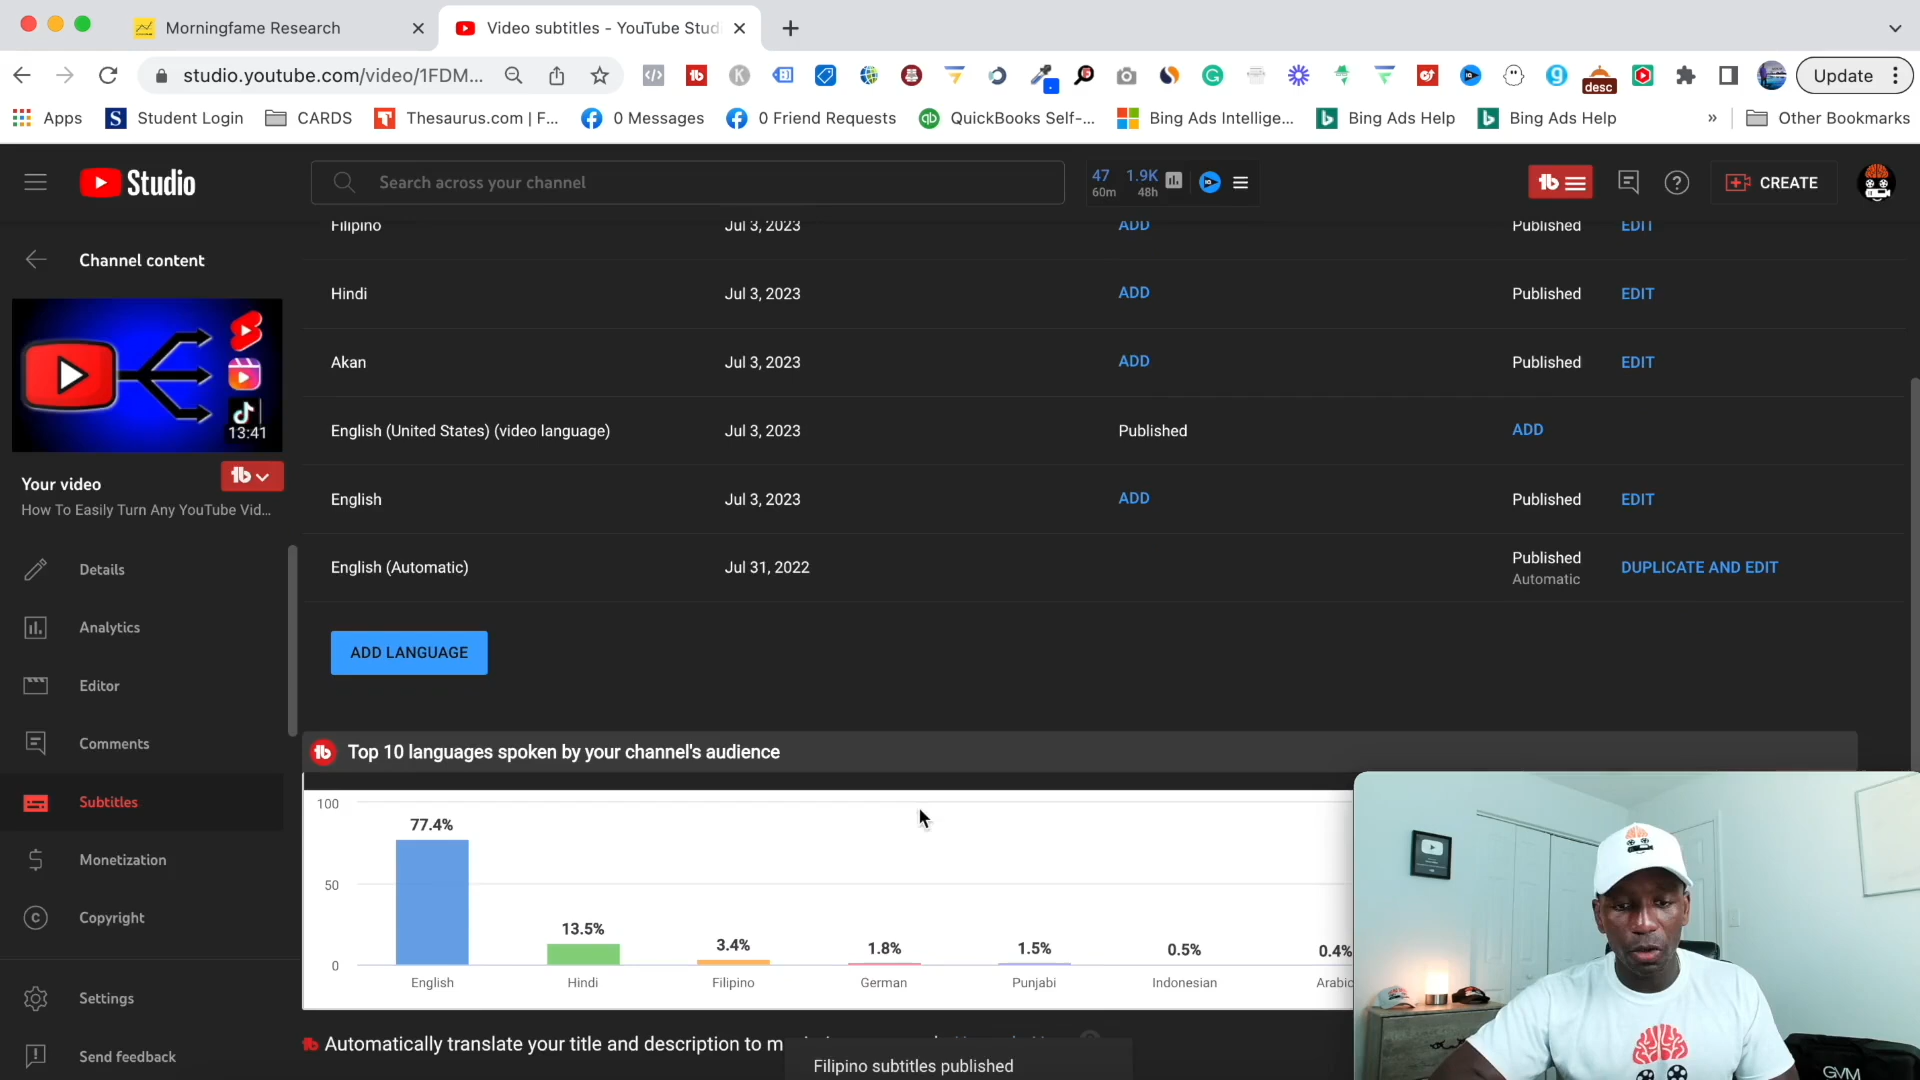 Morningfame Research
Video subtitles - YouTube Stud
studio.youtube.com/video/1FDM...
desc
Update
Apps
S
Student Login
CARDS
Thesaurus.com | F...
0 Messages
0 Friend Requests
QuickBooks Self-...
Bing Ads Intellige...
Bing Ads Help
Bing Ads Help
»
Other Bookmarks
Studio
Search across your channel
47
60m
1.9K
48h
CREATE
Channel content
13:41
Your video
How To Easily Turn Any YouTube Vid...
Details
Analytics
Editor
Comments
Subtitles
Monetization
Copyright
Settings
Send feedback
Filipino Jul 3, 2023 ADD Published EDIT
Hindi Jul 3, 2023 ADD Published EDIT
Akan Jul 3, 2023 ADD Published EDIT
English (United States) (video language) Jul 3, 2023 Published ADD
English Jul 3, 2023 ADD Published EDIT
English (Automatic) Jul 31, 2022 Published DUPLICATE AND EDIT
Automatic
ADD LANGUAGE
Top 10 languages spoken by your channel's audience
100
50
0
77.4%
13.5%
3.4%
1.8%
1.5%
0.5%
0.4%
English Hindi Filipino German Punjabi Indonesian Arabic
Automatically translate your title and description to m
Filipino subtitles published
GVM